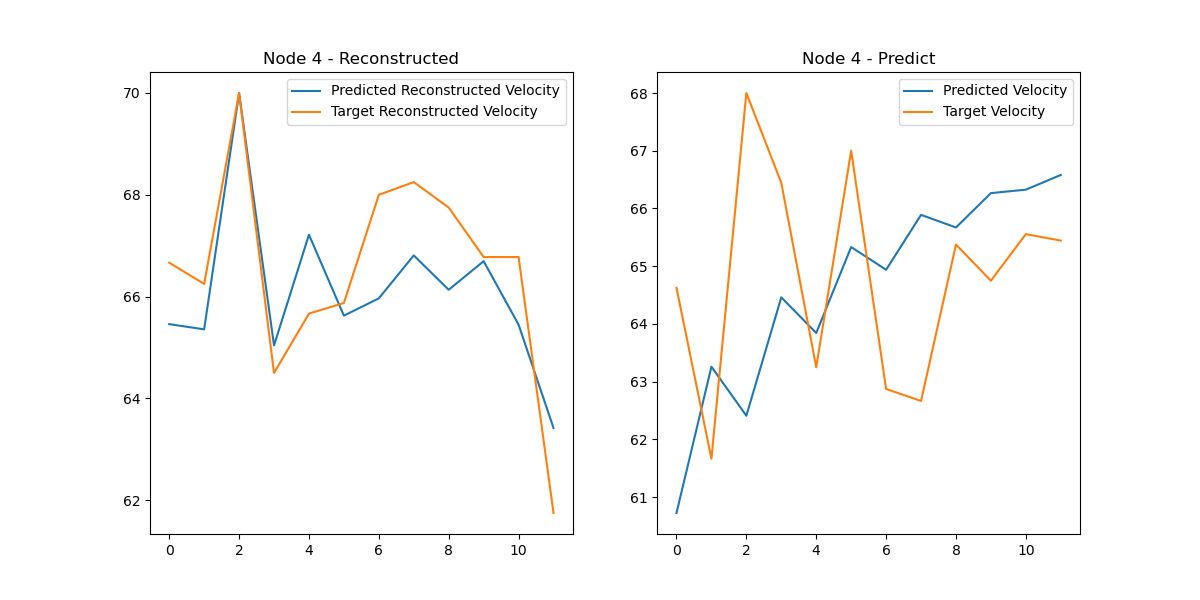 Node 4 - Reconstructed
Predicted Reconstructed Velocity
Target Reconstructed Velocity
70
68
66
64
62
0 2 4 6 8 10
Node 4 - Predict
Predicted Velocity
Target Velocity
68
67
66
65
64
63
62
61
0 2 4 6 8 10